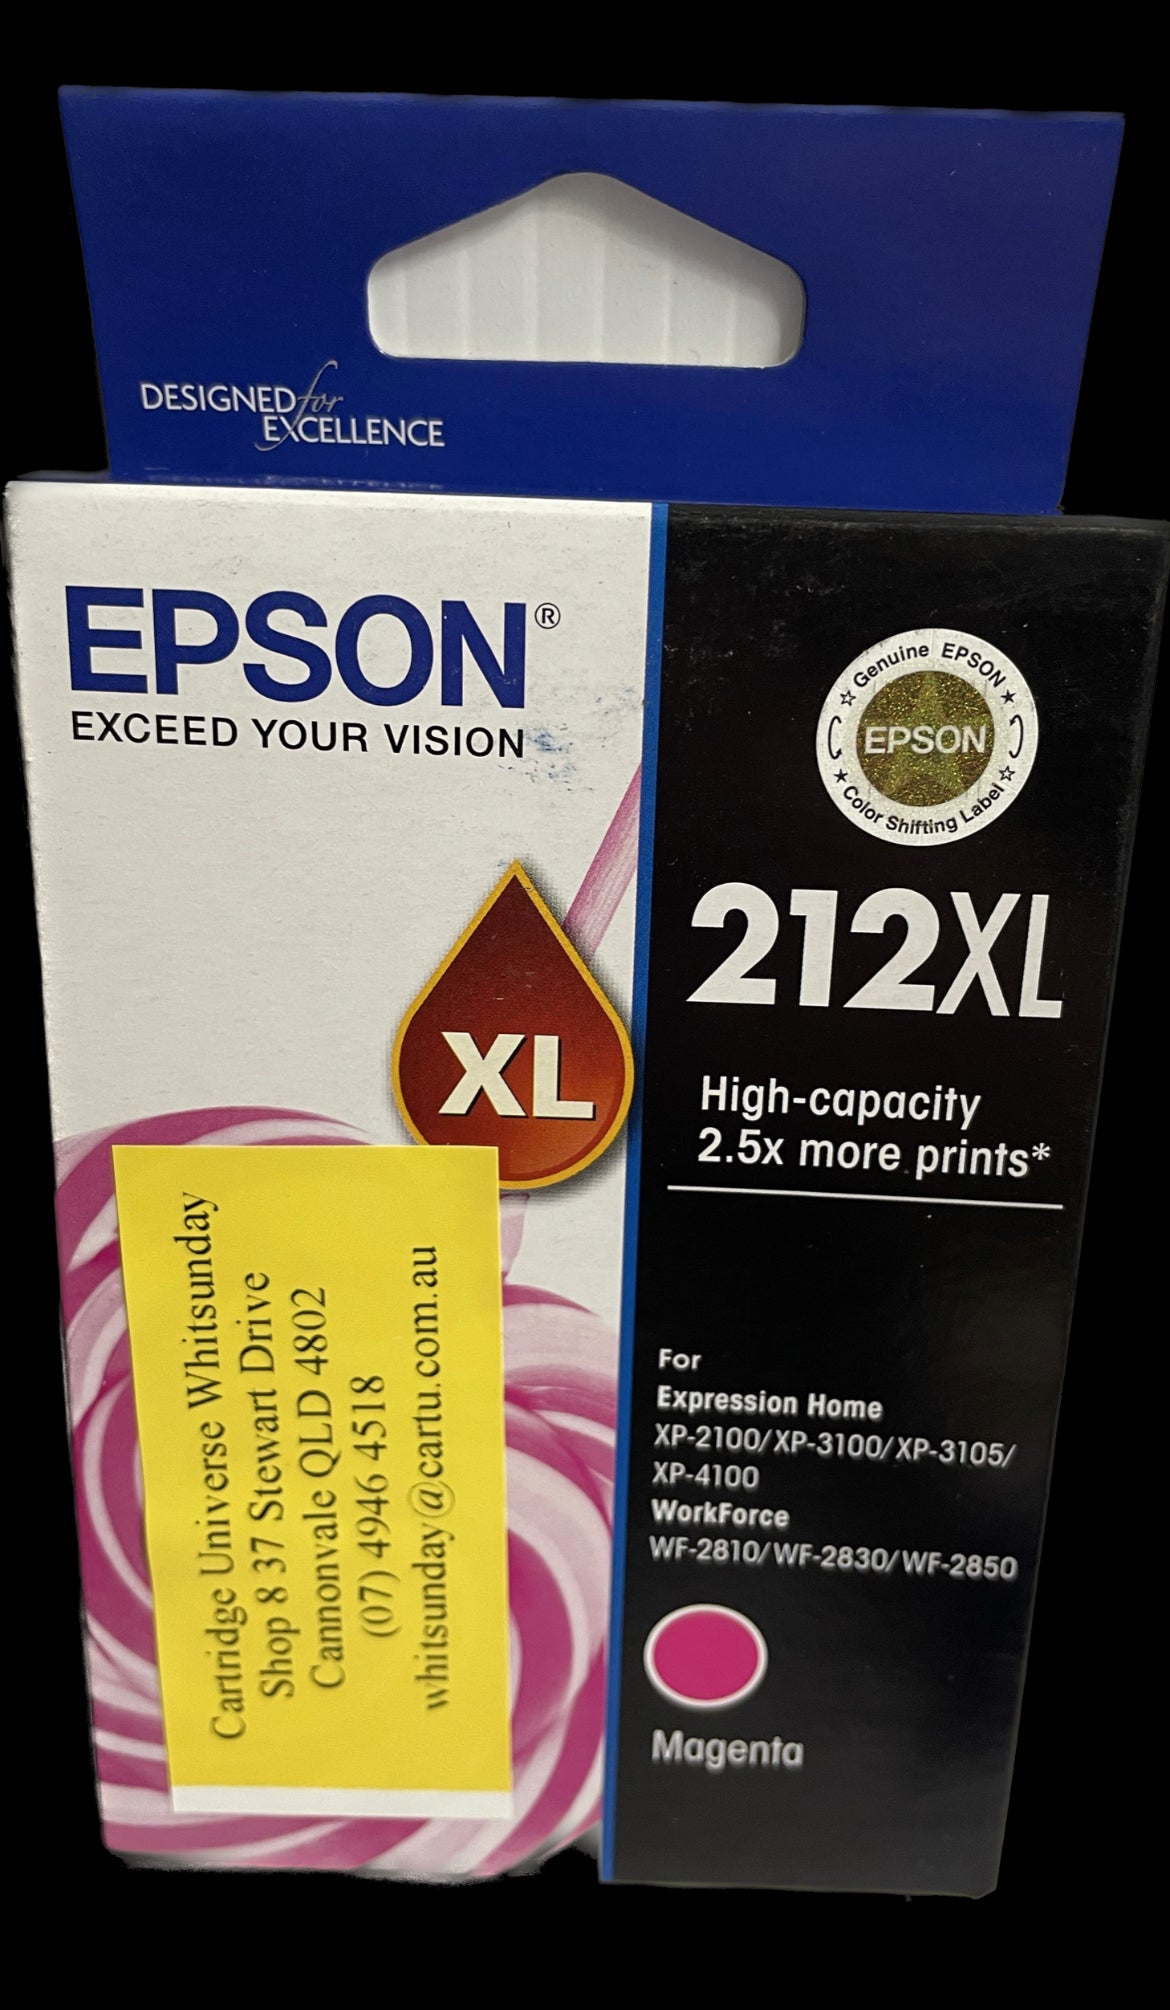 DESIGNED for
EXCELLENCE
EPSON®
EXCEED YOUR VISION
Genuine EPSON
EPSON
Color Shifting Label
212XL
XL
High-capacity
2.5x more prints*
Cartridge Universe Whitsunday
Shop 8 37 Stewart Drive
Cannonvale QLD 4802
(07) 4946 4518
whitsunday@cartu.com.au
For
Expression Home
XP-2100/XP-3100/XP-3105/
XP-4100
WorkForce
WF-2810/WF-2830/WF-2850
Magenta